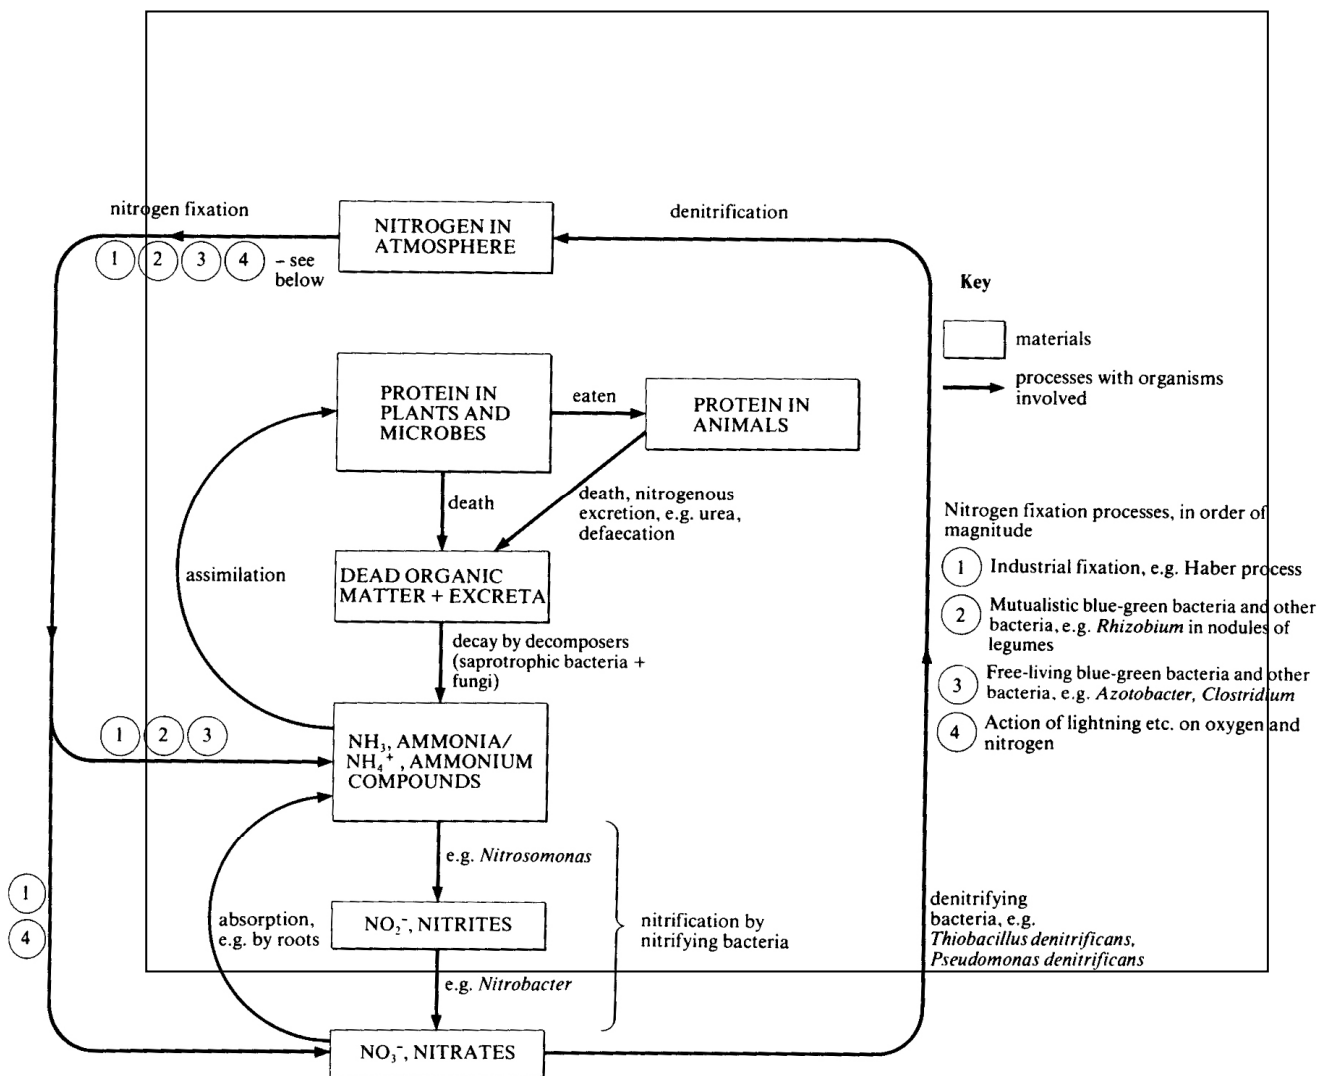 nitrogen fixation
1 2 3 4 – see
below
NITROGEN IN
ATMOSPHERE
denitrification
Key
materials
processes with organisms
involved
PROTEIN IN
PLANTS AND
MICROBES
eaten
PROTEIN IN
ANIMALS
death
death, nitrogenous
excretion, e.g. urea,
defaecation
assimilation
DEAD ORGANIC
MATTER + EXCRETA
decay by decomposers
(saprotrophic bacteria +
fungi)
Nitrogen fixation processes, in order of
magnitude
1 Industrial fixation, e.g. Haber process
2 Mutualistic blue-green bacteria and other
bacteria, e.g. Rhizobium in nodules of
legumes
3 Free-living blue-green bacteria and other
bacteria, e.g. Azotobacter, Clostridium
4 Action of lightning etc. on oxygen and
nitrogen
1 2 3
NH₃, AMMONIA/
NH₄⁺, AMMONIUM
COMPOUNDS
e.g. Nitrosomonas
1
4
absorption,
e.g. by roots
NO₂⁻, NITRITES
nitrification by
nitrifying bacteria
e.g. Nitrobacter
NO₃⁻, NITRATES
denitrifying
bacteria, e.g.
Thiobacillus denitrificans,
Pseudomonas denitrificans